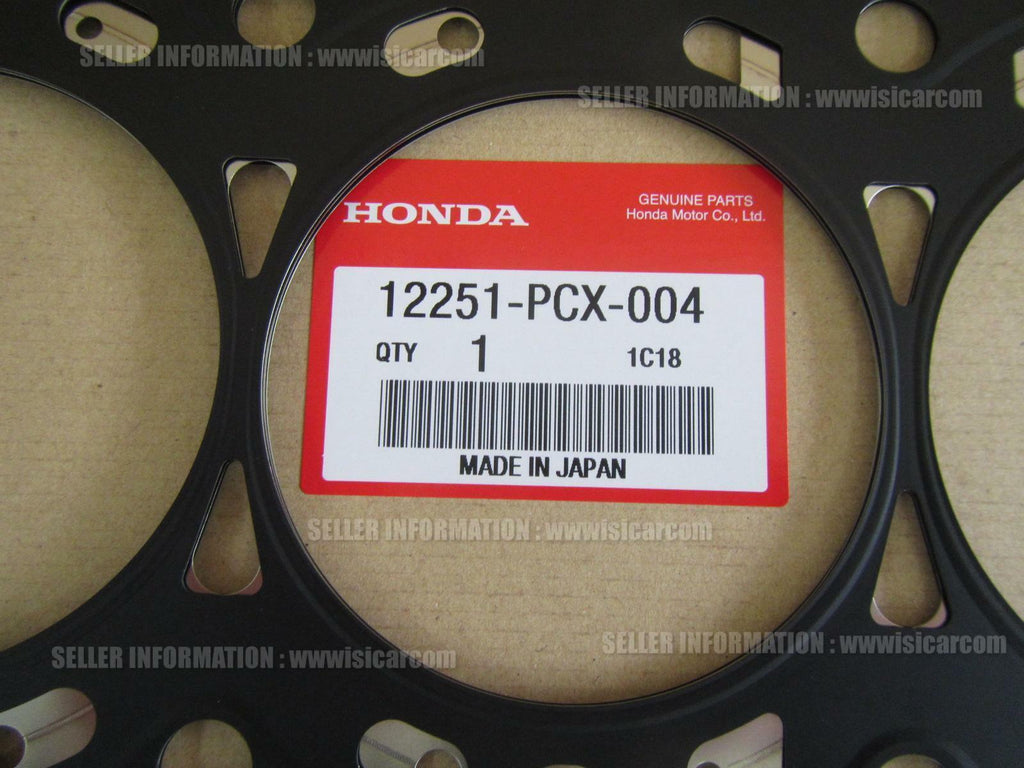 SELLER INFORMATION : wwwisicarcom
SELLER INFORMATION : wwwisicarcom
HONDA
GENUINE PARTS
Honda Motor Co., Ltd.
12251-PCX-004
QTY 1 1C18
MADE IN JAPAN
SELLER INFORMATION : wwwisicarcom
SELLER INFORMATION : wwwisicarcom
SELLER INFORMATION : wwwisicarcom